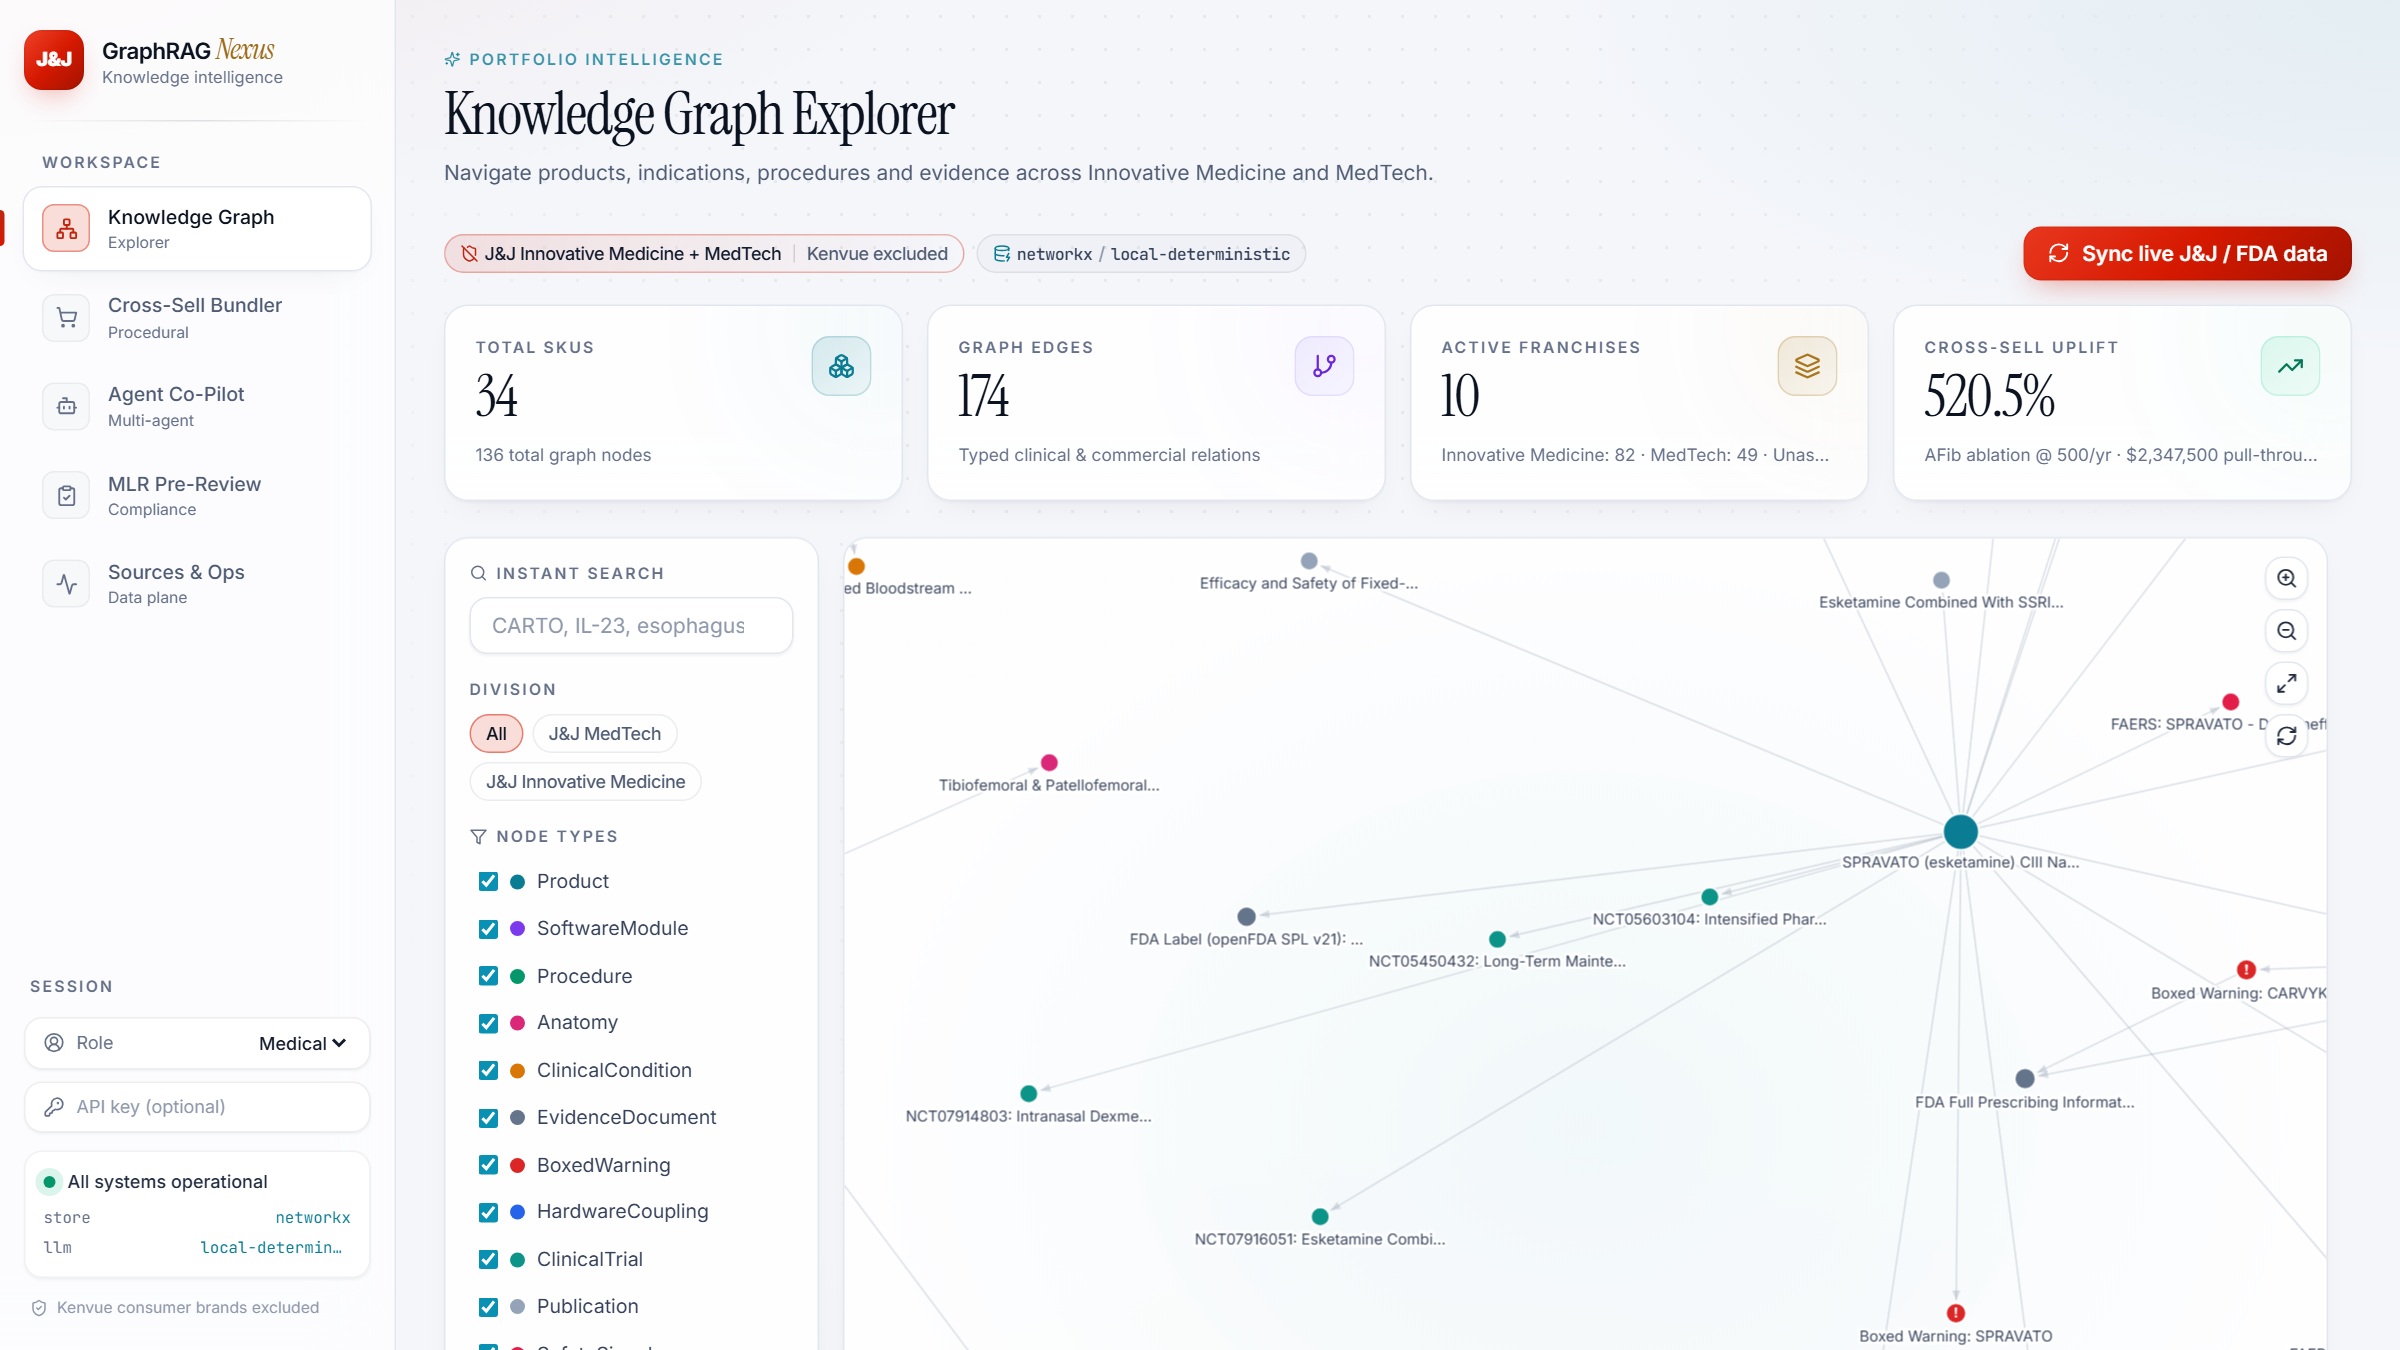 J&J
GraphRAG Nexus
Knowledge intelligence
WORKSPACE
Knowledge Graph
Explorer
Cross-Sell Bundler
Procedural
Agent Co-Pilot
Multi-agent
MLR Pre-Review
Compliance
Sources & Ops
Data plane
SESSION
Role
Medical
API key (optional)
All systems operational
store networkx
llm local-determin…
Kenvue consumer brands excluded
PORTFOLIO INTELLIGENCE
Knowledge Graph Explorer
Navigate products, indications, procedures and evidence across Innovative Medicine and MedTech.
J&J Innovative Medicine + MedTech | Kenvue excluded
networkx / local-deterministic
Sync live J&J / FDA data
TOTAL SKUS
34
136 total graph nodes
GRAPH EDGES
174
Typed clinical & commercial relations
ACTIVE FRANCHISES
10
Innovative Medicine: 82 · MedTech: 49 · Unas...
CROSS-SELL UPLIFT
520.5%
AFib ablation @ 500/yr · $2,347,500 pull-throu...
INSTANT SEARCH
CARTO, IL-23, esophagus
DIVISION
All
J&J MedTech
J&J Innovative Medicine
NODE TYPES
Product
SoftwareModule
Procedure
Anatomy
ClinicalCondition
EvidenceDocument
BoxedWarning
HardwareCoupling
ClinicalTrial
Publication
ed Bloodstream ...
Efficacy and Safety of Fixed-...
Esketamine Combined With SSRI...
FAERS: SPRAVATO - D
Tibiofemoral & Patellofemoral...
SPRAVATO (esketamine) CIII Na...
NCT05603104: Intensified Phar...
FDA Label (openFDA SPL v21): ...
NCT05450432: Long-Term Mainte...
Boxed Warning: CARVYK
NCT07914803: Intranasal Dexme...
FDA Full Prescribing Informat...
NCT07916051: Esketamine Combi...
Boxed Warning: SPRAVATO